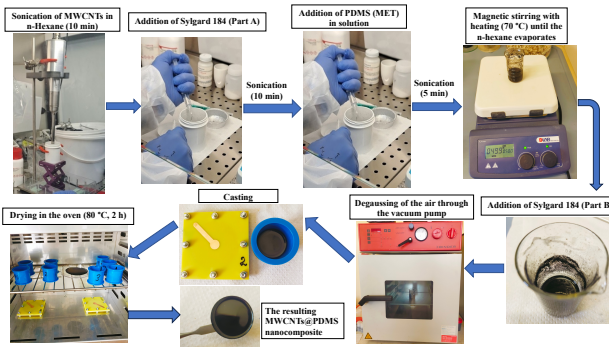 Sonication of MWCNTs in
n-Hexane (10 min)
Addition of Sylgard 184 (Part A)
Addition of PDMS (MET)
in solution
Magnetic stirring with
heating (70 °C) until the
n-hexane evaporates
Sonication
(10 min)
Sonication
(5 min)
Addition of Sylgard 184 (Part B)
Degaussing of the air through
the vacuum pump
Casting
Drying in the oven (80 °C, 2 h)
The resulting
MWCNTs@PDMS
nanocomposite